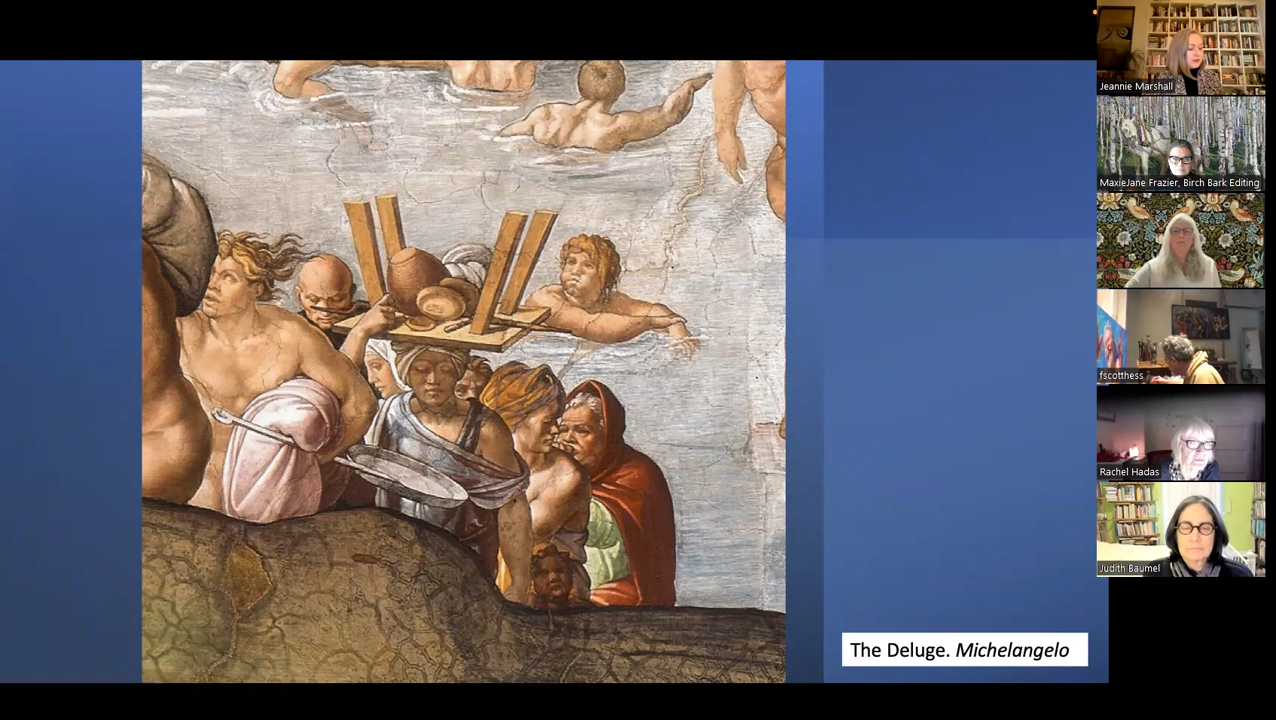 The Deluge. Michelangelo
Jeannie Marshall
MaxieJane Frazier, Birch Bark Editing
fscotthess
Rachel Hadas
Judith Baumel